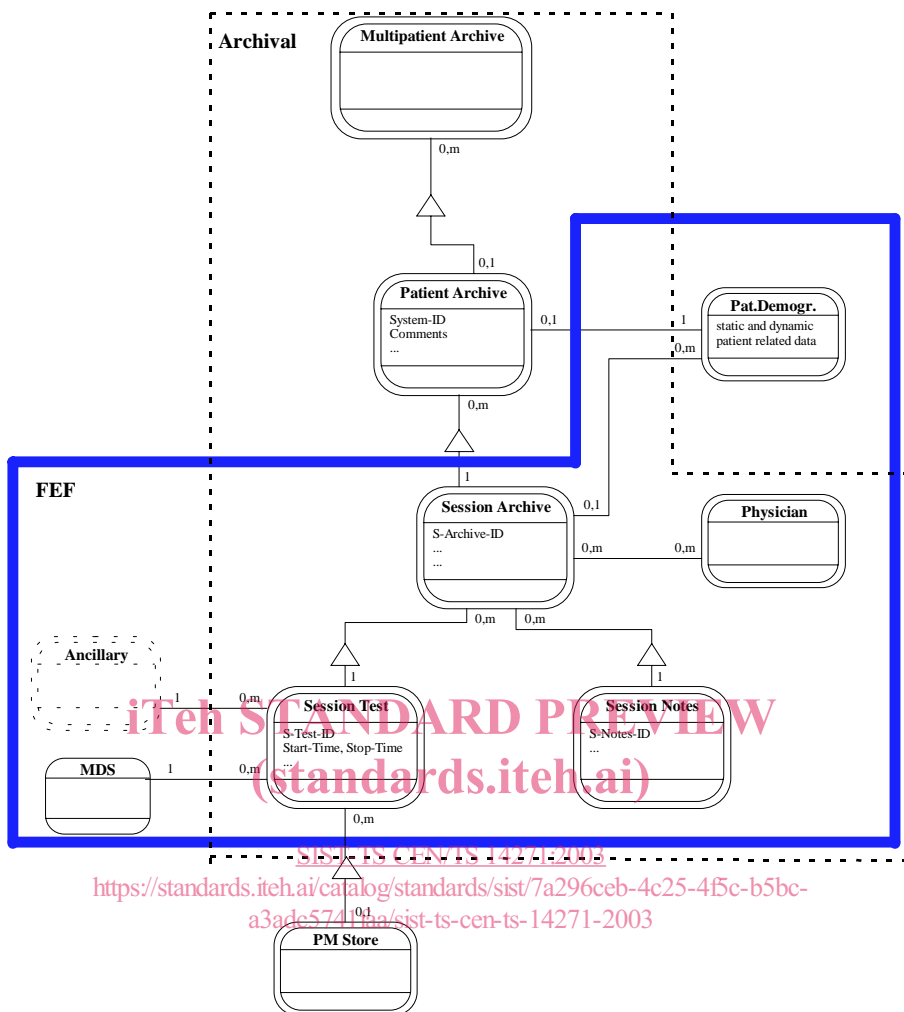 Archival
Multipatient Archive
0,m
0,1
Patient Archive
System-ID
Comments
...
0,1
1
Pat.Demogr.
static and dynamic
patient related data
0,m
0,m
FEF
1
Session Archive
S-Archive-ID
...
...
0,1
0,m
0,m
Physician
0,m
0,m
Ancillary
1
0,m
1
1
Session Test
S-Test-ID
Start-Time, Stop-Time
...
Session Notes
S-Notes-ID
...
MDS
1
0,m
iTeh STANDARD PREVIEW
(standards.iteh.ai)
0,m
SIST-TS CEN/TS 14271:2003
https://standards.iteh.ai/catalog/standards/sist/7a296ceb-4c25-4f5c-b5bc-
a3adc57411faa/sist-ts-cen-ts-14271-2003
0,1
PM Store